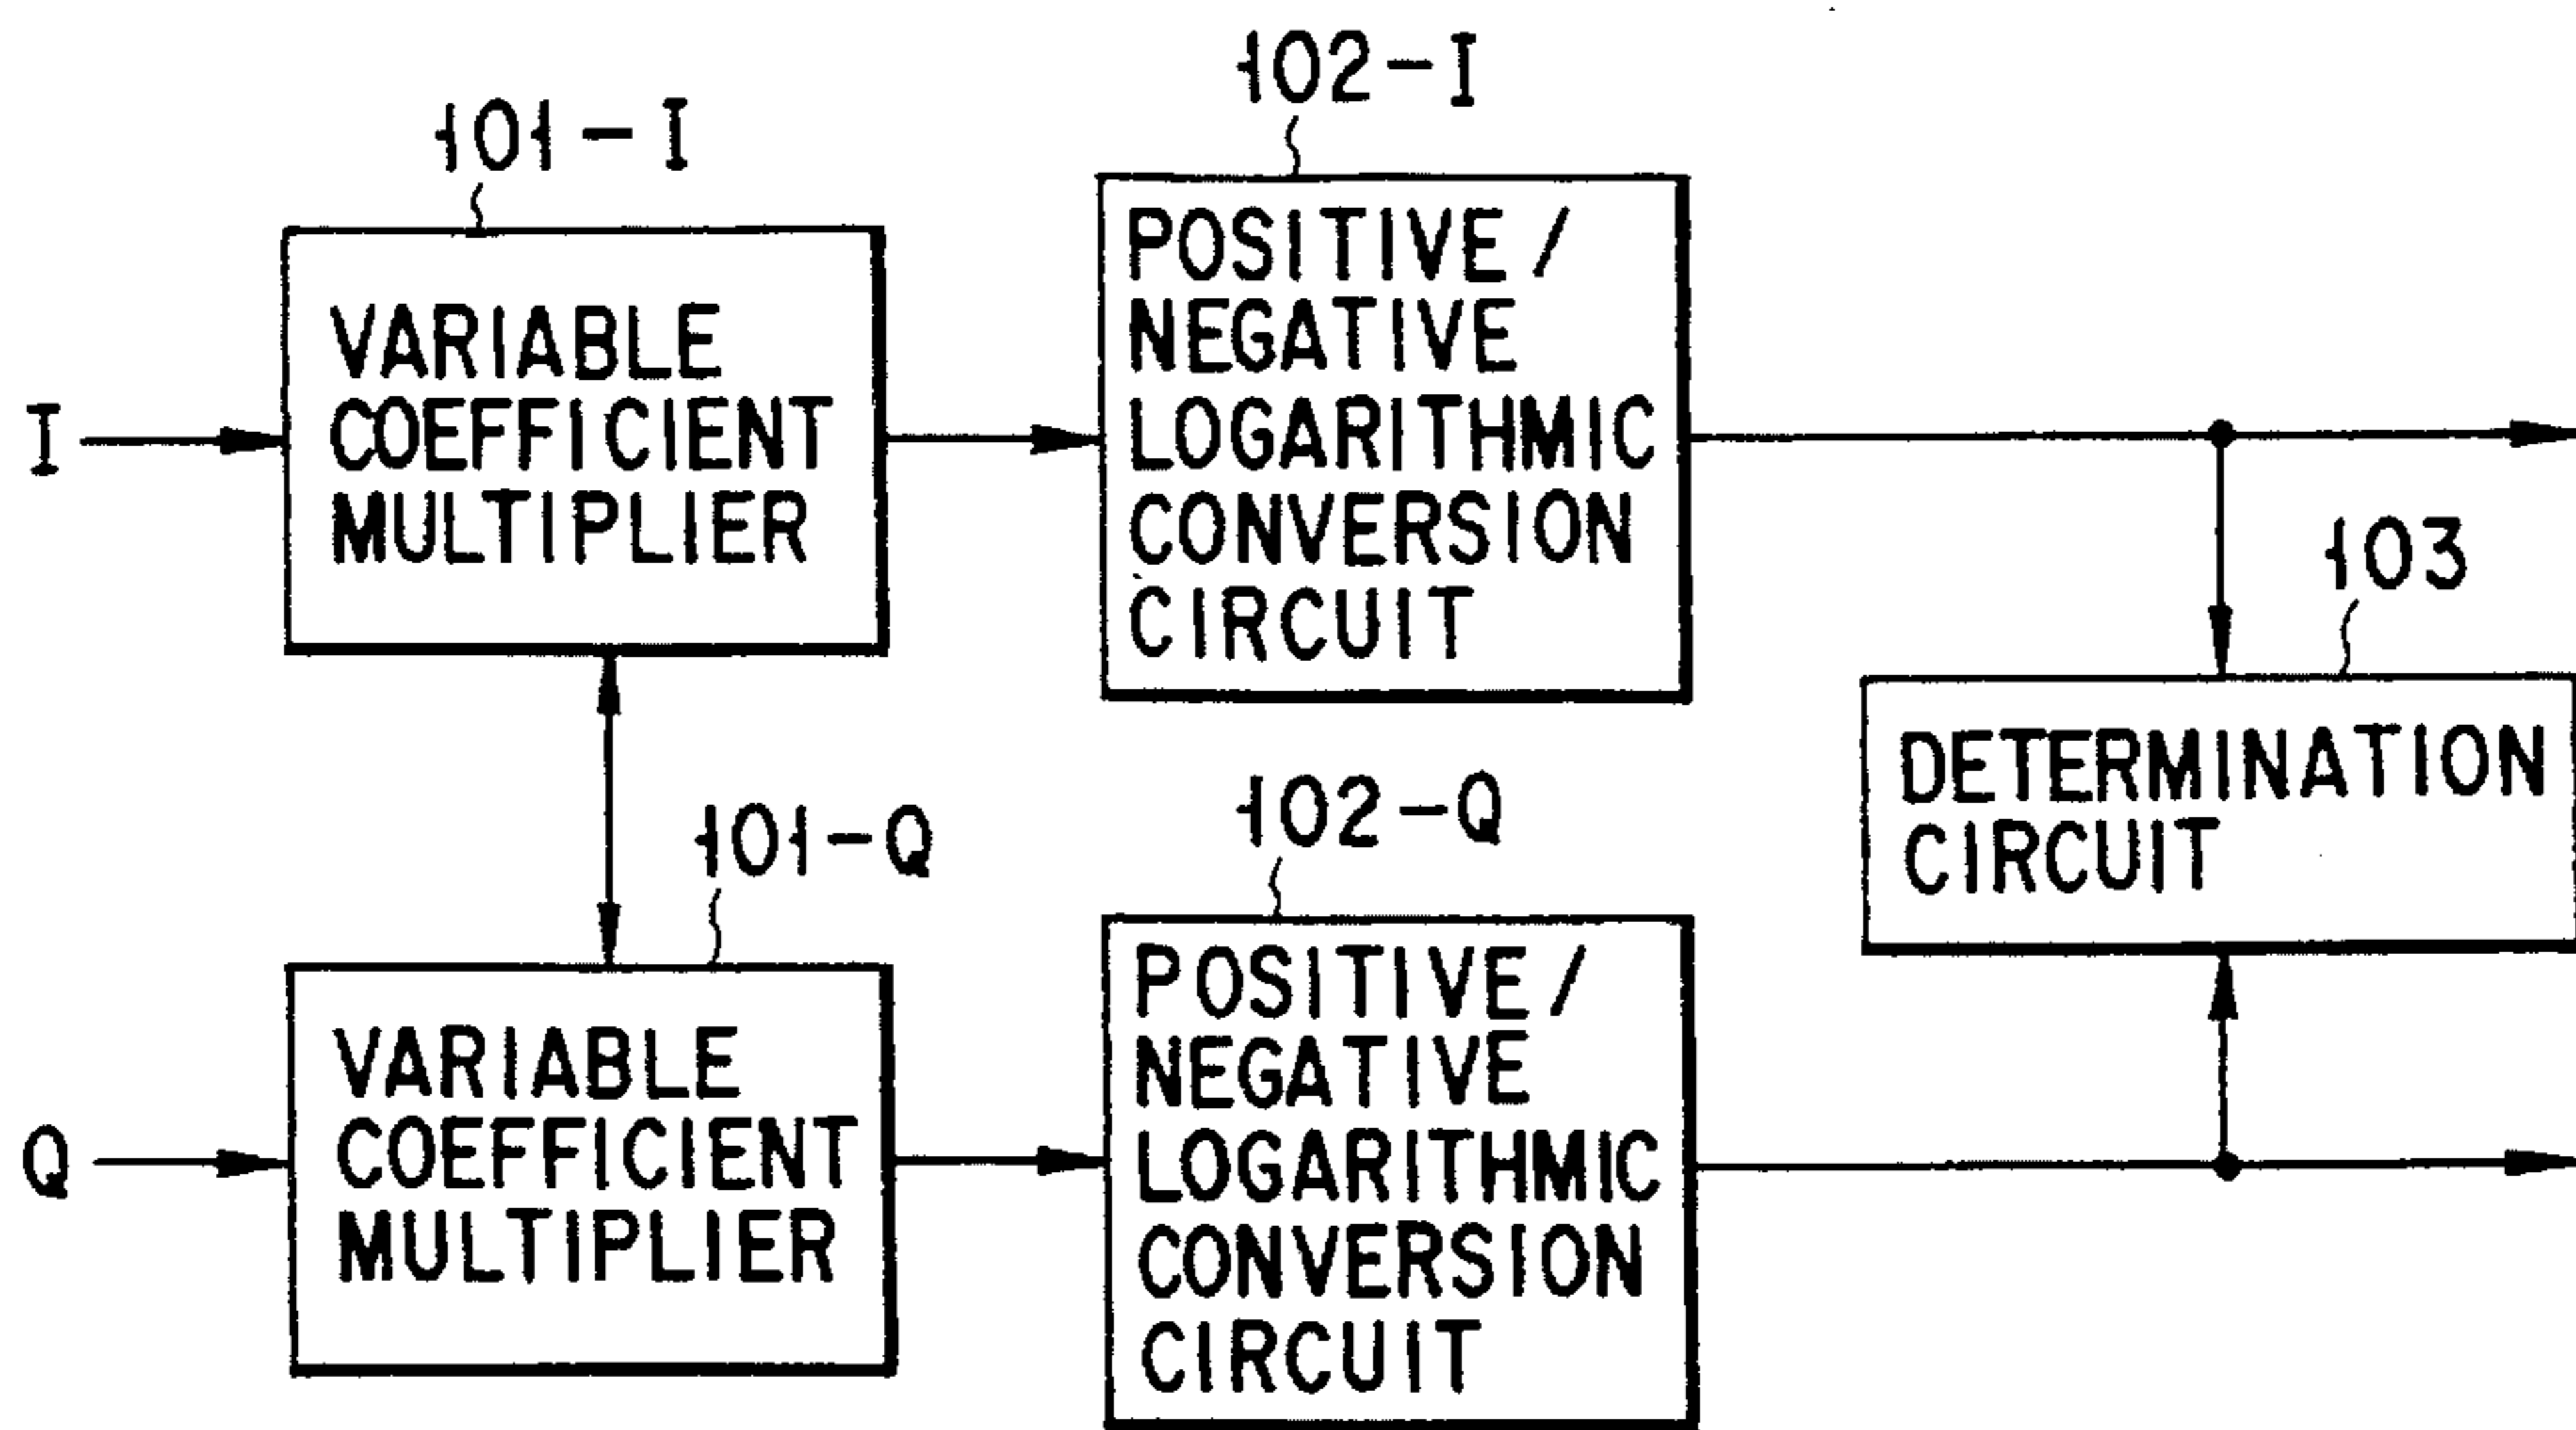 102-I
101-I
POSITIVE /
NEGATIVE
LOGARITHMIC
CONVERSION
CIRCUIT
VARIABLE
COEFFICIENT
MULTIPLIER
I
103
DETERMINATION
CIRCUIT
102-Q
101-Q
POSITIVE /
NEGATIVE
LOGARITHMIC
CONVERSION
CIRCUIT
VARIABLE
COEFFICIENT
MULTIPLIER
Q